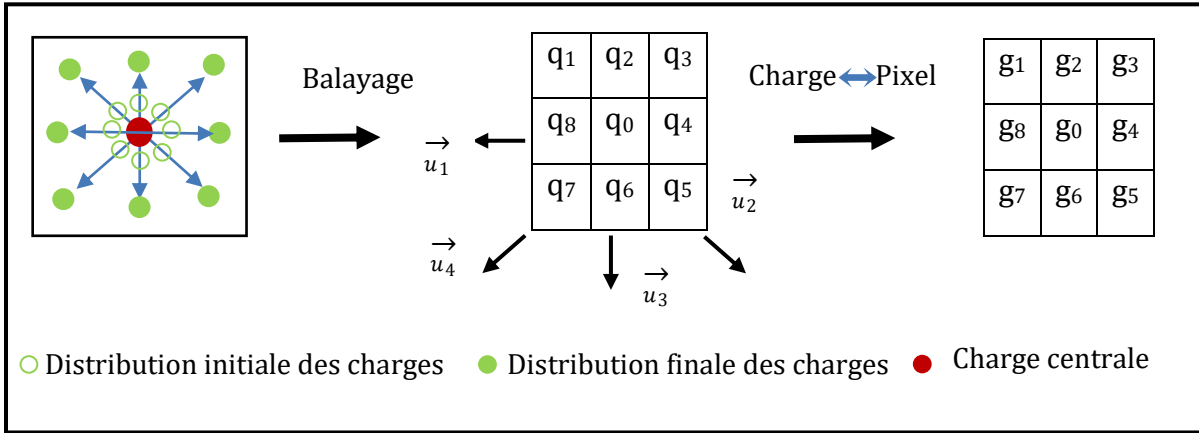 Balayage
q1 q2 q3
q8 q0 q4
q7 q6 q5
u1
u2
u4
u3
Charge Pixel
g1 g2 g3
g8 g0 g4
g7 g6 g5
Distribution initiale des charges Distribution finale des charges Charge centrale